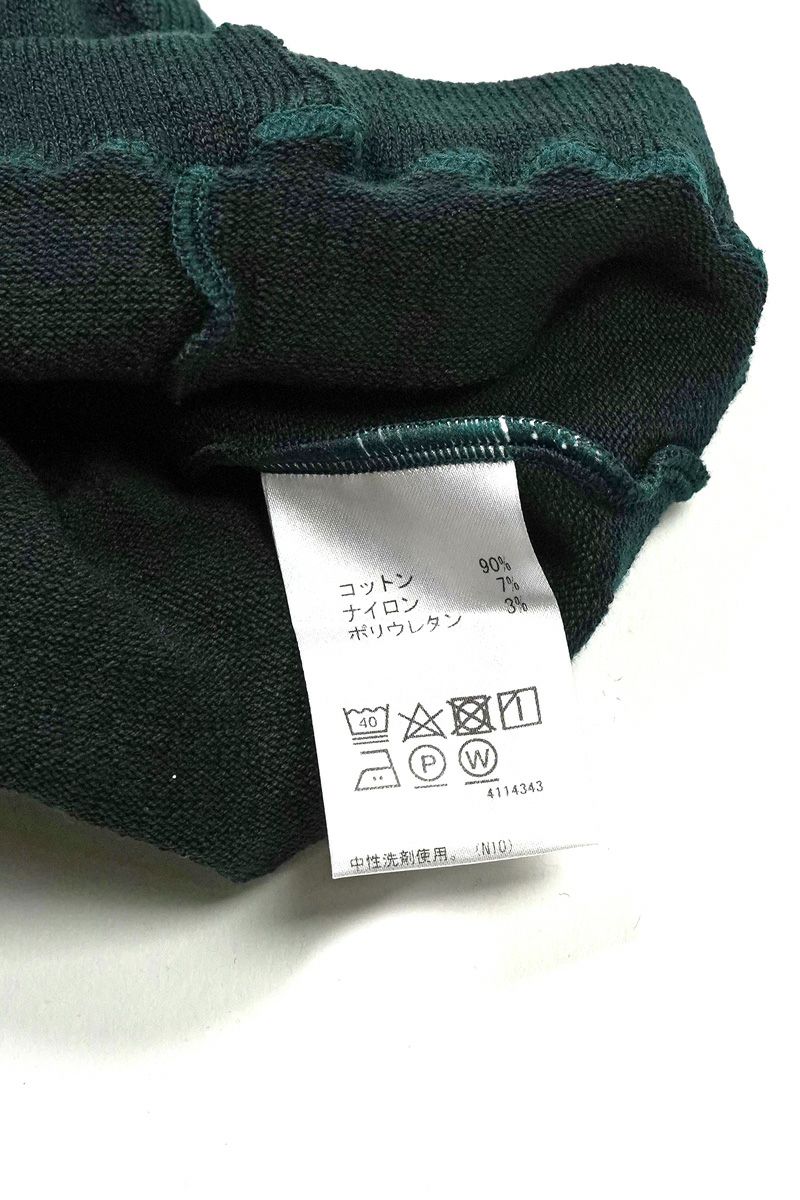 コットン 90%
ナイロン 7%
ポリウレタン 3%
40
P W
4114343
中性洗剤使用。 (N10)